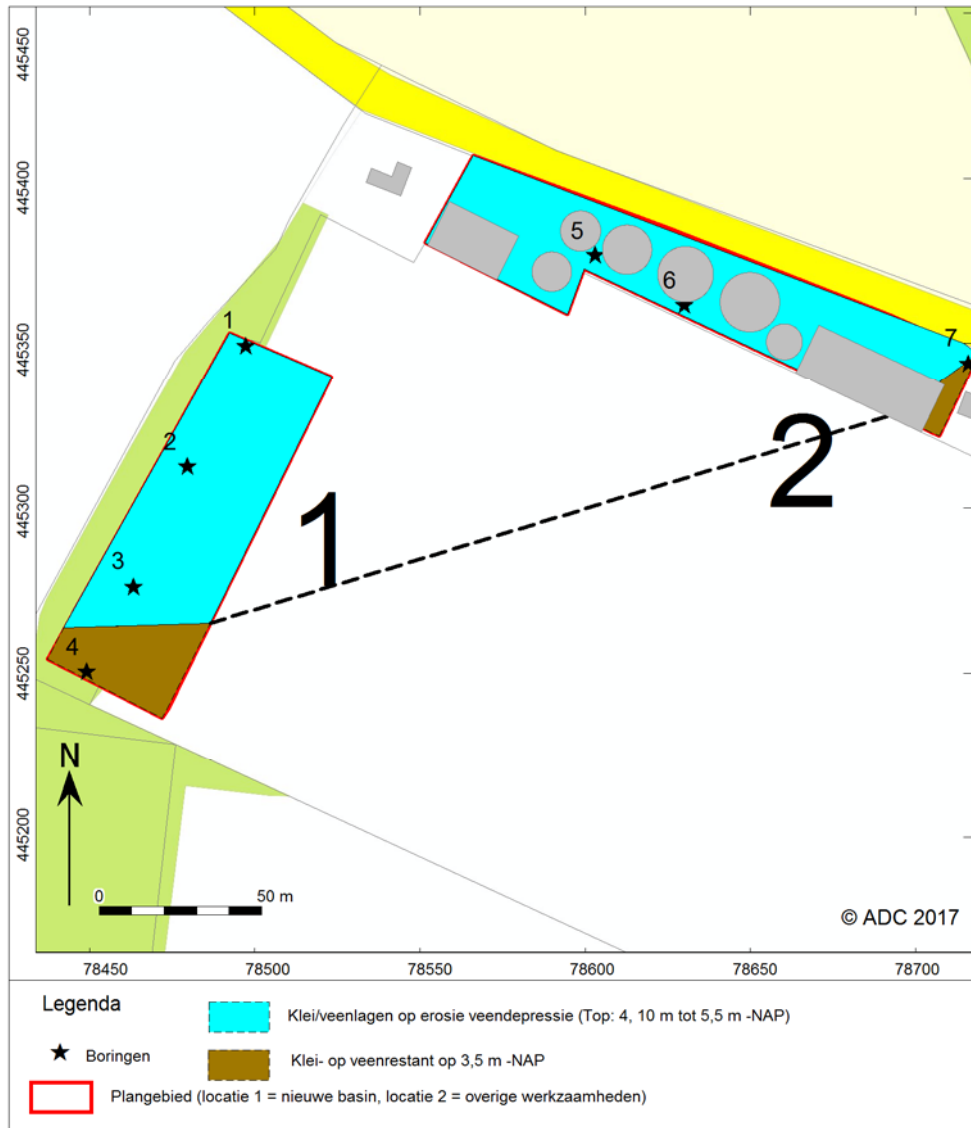 445450
445400
445350
445300
445250
445200
5
6
7
1
2
3
4
1
2
N
0 50 m
© ADC 2017
78450 78500 78550 78600 78650 78700
Legenda
Boringen
Klei/veenlagen op erosie veendepressie (Top: 4, 10 m tot 5,5 m -NAP)
Klei- op veenrestant op 3,5 m -NAP
Plangebied (locatie 1 = nieuwe basin, locatie 2 = overige werkzaamheden)